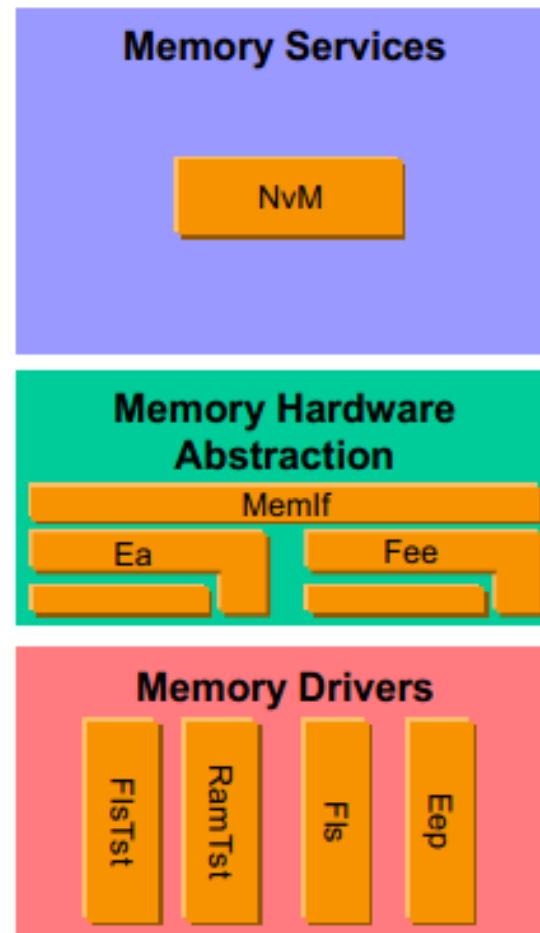 Memory Services
NvM
Memory Hardware
Abstraction
MemIf
Ea
Fee
Memory Drivers
FlsTst
RamTst
Fls
Eep